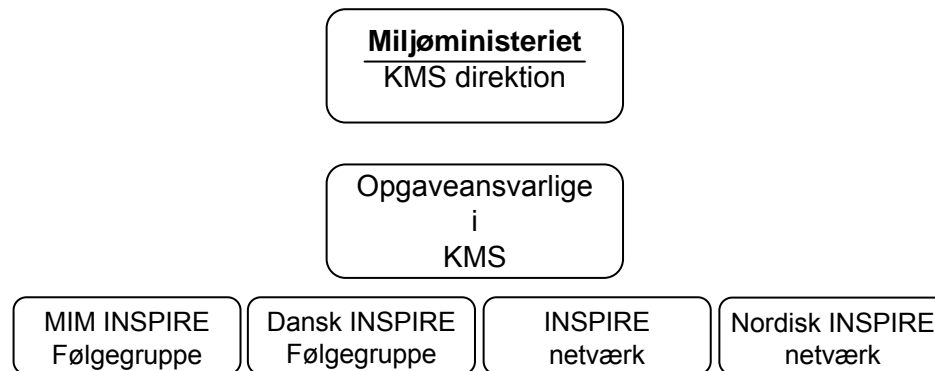 Miljøministeriet
KMS direktion
Opgaveansvarlige
i
KMS
MIM INSPIRE
Følgegruppe
Dansk INSPIRE
Følgegruppe
INSPIRE
netværk
Nordisk INSPIRE
netværk